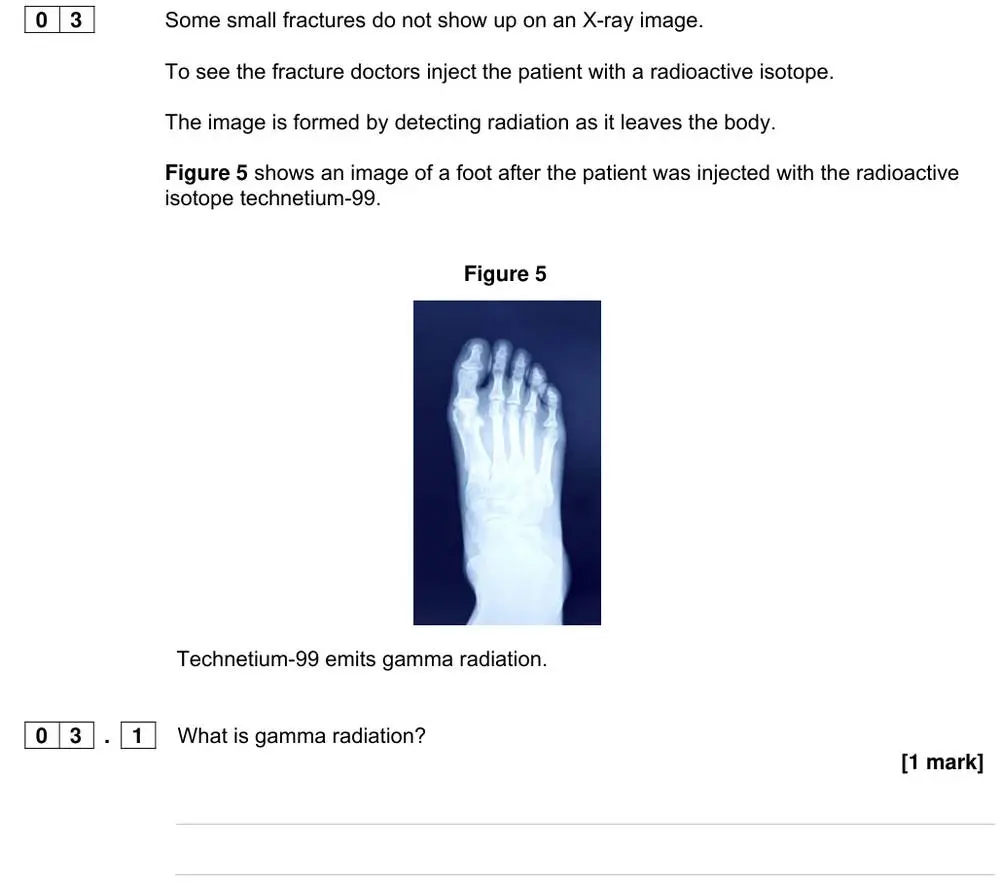 0 3 Some small fractures do not show up on an X-ray image.
To see the fracture doctors inject the patient with a radioactive isotope.
The image is formed by detecting radiation as it leaves the body.
Figure 5 shows an image of a foot after the patient was injected with the radioactive
isotope technetium-99.
Figure 5
Technetium-99 emits gamma radiation.
0 3 . 1 What is gamma radiation?
[1 mark]